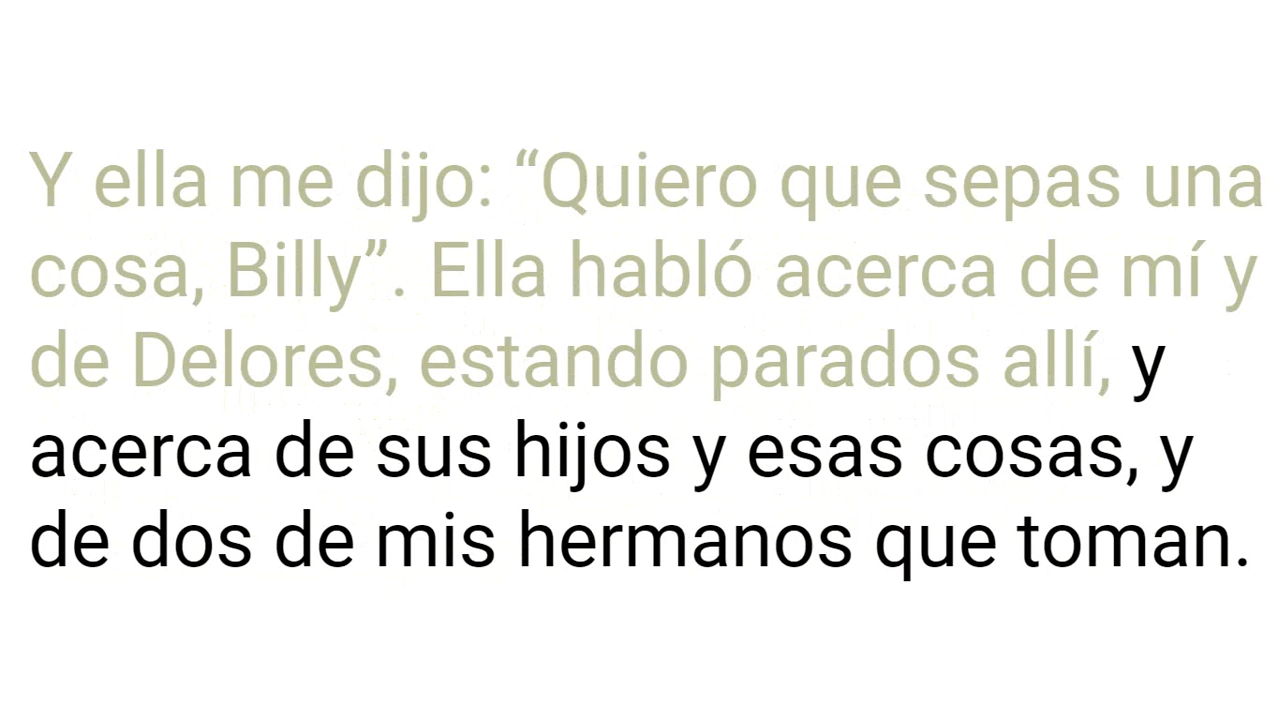 Y ella me dijo: “Quiero que sepas una
cosa, Billy”. Ella habló acerca de mí y
de Delores, estando parados allí, y
acerca de sus hijos y esas cosas, y
de dos de mis hermanos que toman.